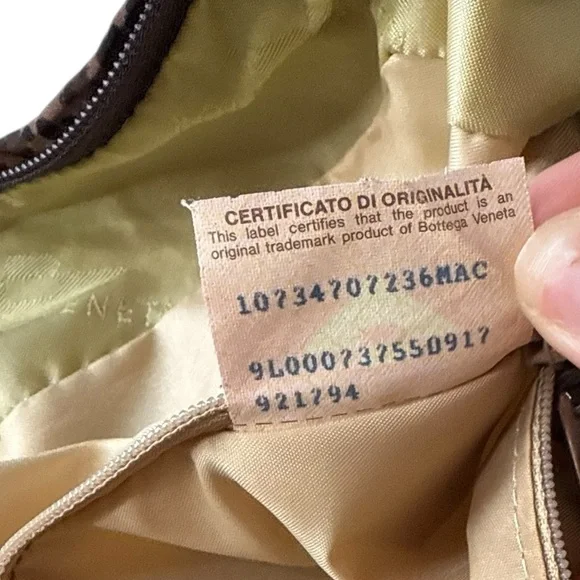 CERTIFICATO DI ORIGINALITÀ
This label certifies that the product is an
original trademark product of Bottega Veneta
10734707236MAC
9L00073755091?
921794
ENET